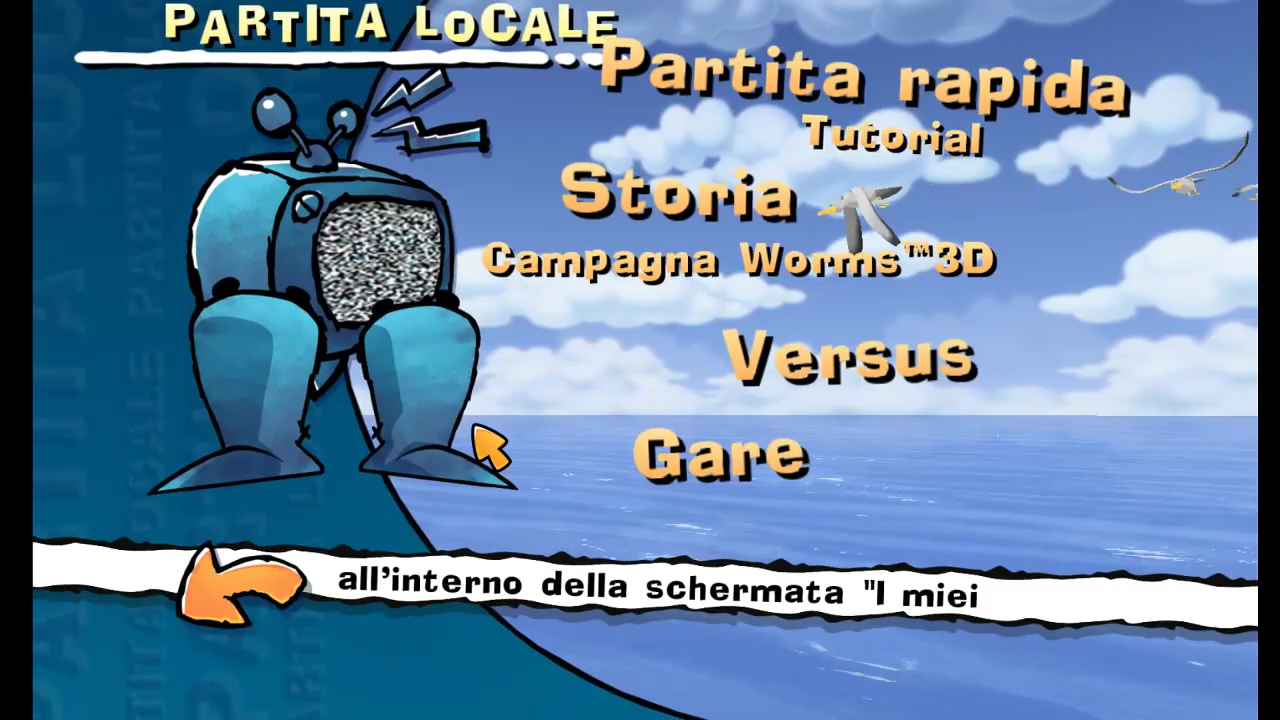 PARTITA LOCALE
Partita rapida
Tutorial
Storia
Campagna Worms™3D
Versus
Gare
all'interno della schermata "I miei